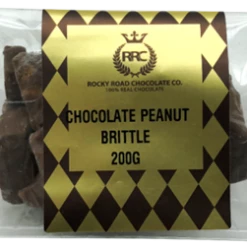 RRC
ROCKY ROAD CHOCOLATE CO.
100% REAL CHOCOLATE
CHOCOLATE PEANUT
BRITTLE
200G